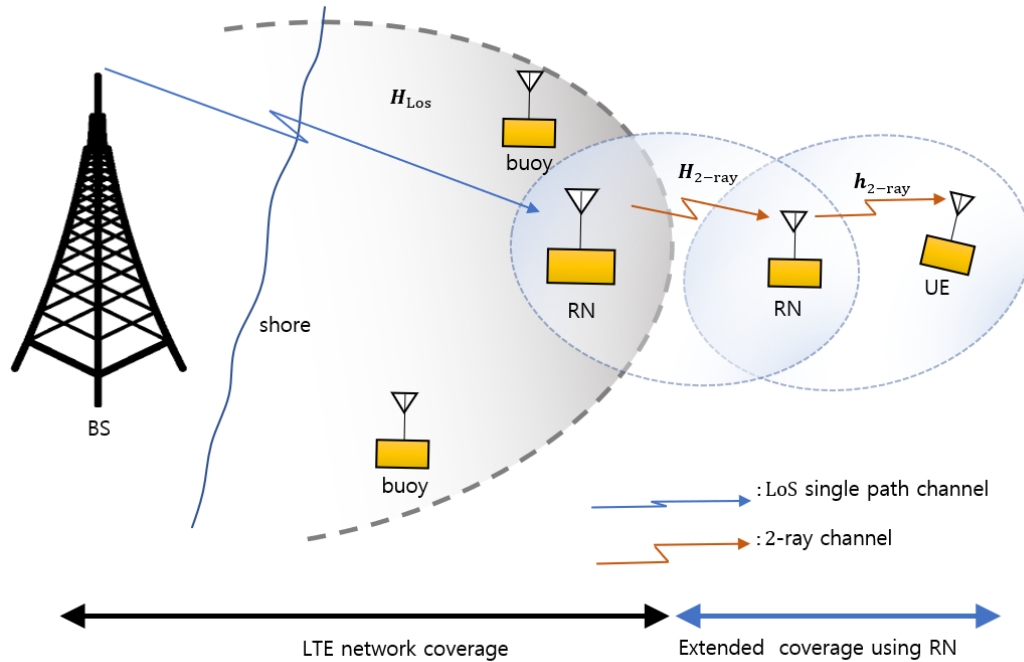 H_Los
buoy
H_2−ray
h_2−ray
RN
RN
UE
shore
BS
buoy
: LoS single path channel
: 2-ray channel
LTE network coverage
Extended coverage using RN